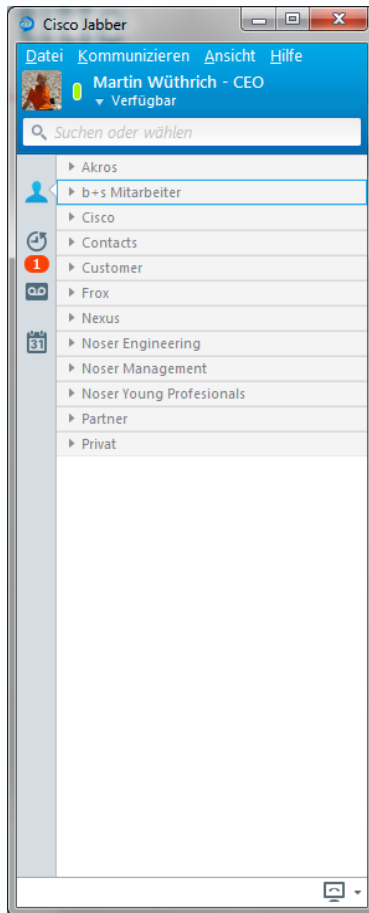 Cisco Jabber
Datei Kommunizieren Ansicht Hilfe
Martin Wüthrich - CEO
Verfügbar
Suchen oder wählen
Akros
b+s Mitarbeiter
Cisco
Contacts
1
Customer
Frox
Nexus
31
Noser Engineering
Noser Management
Noser Young Profesionals
Partner
Privat